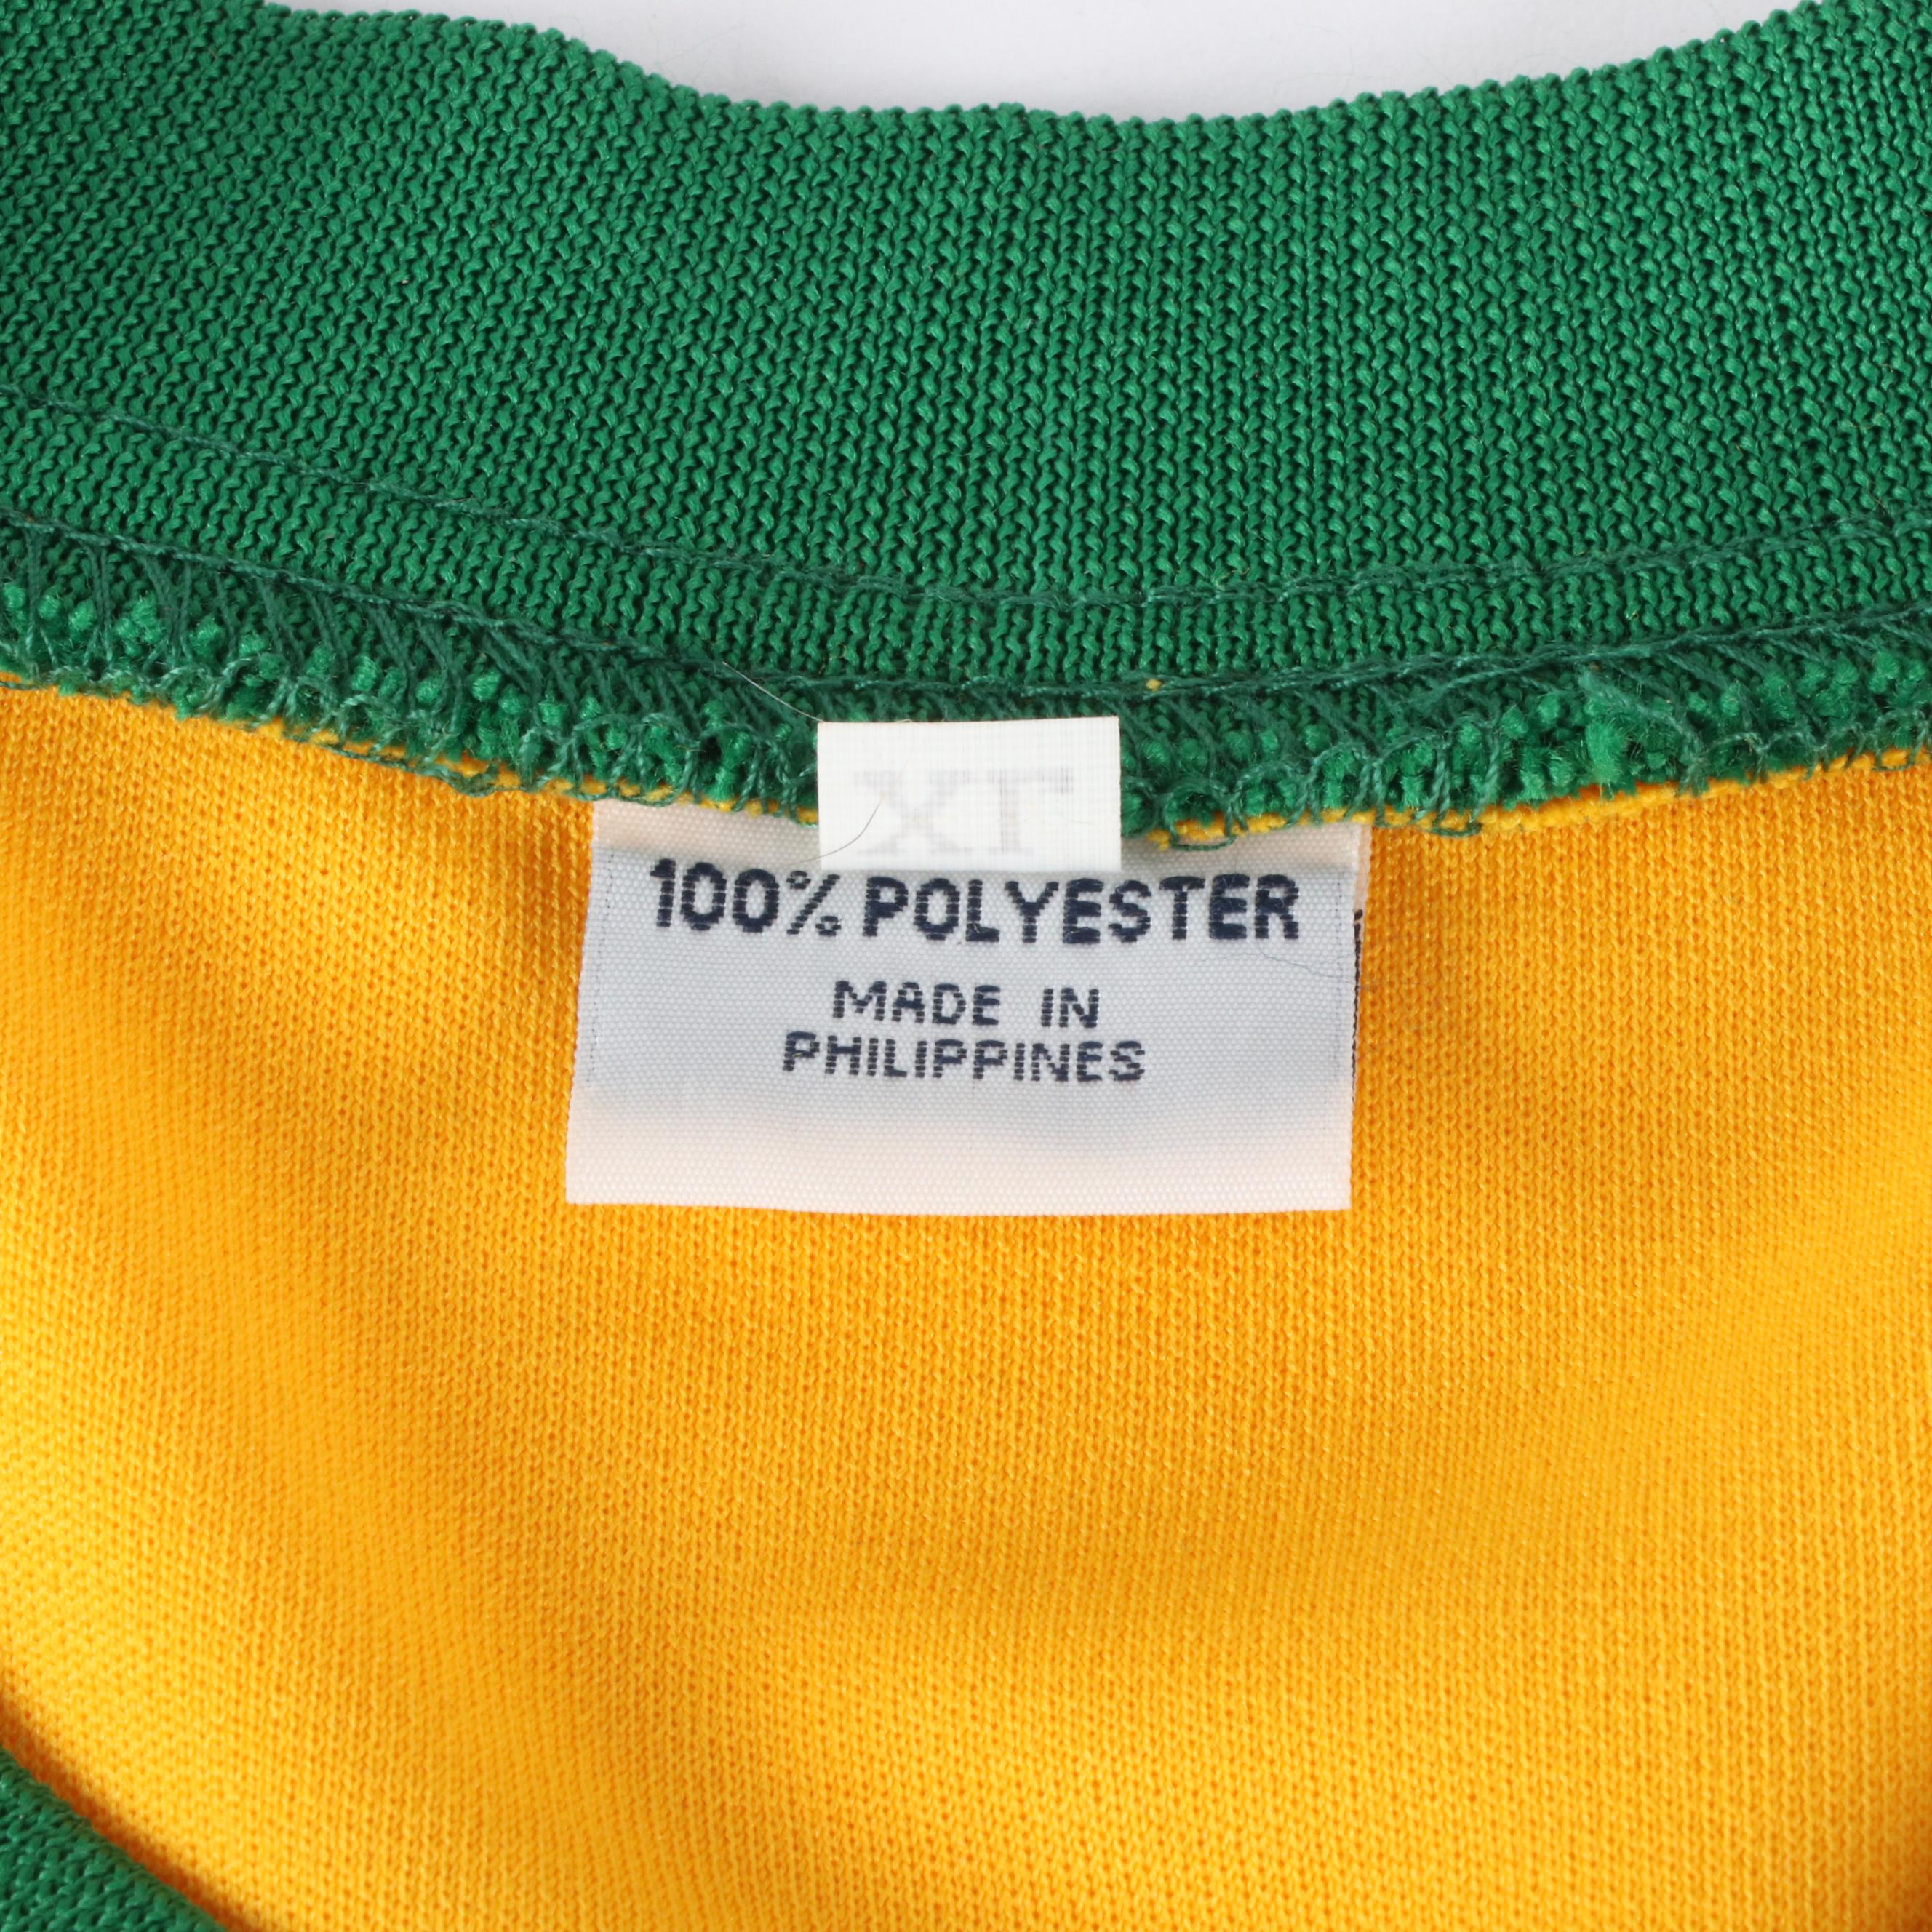 XL
100% POLYESTER
MADE IN
PHILIPPINES